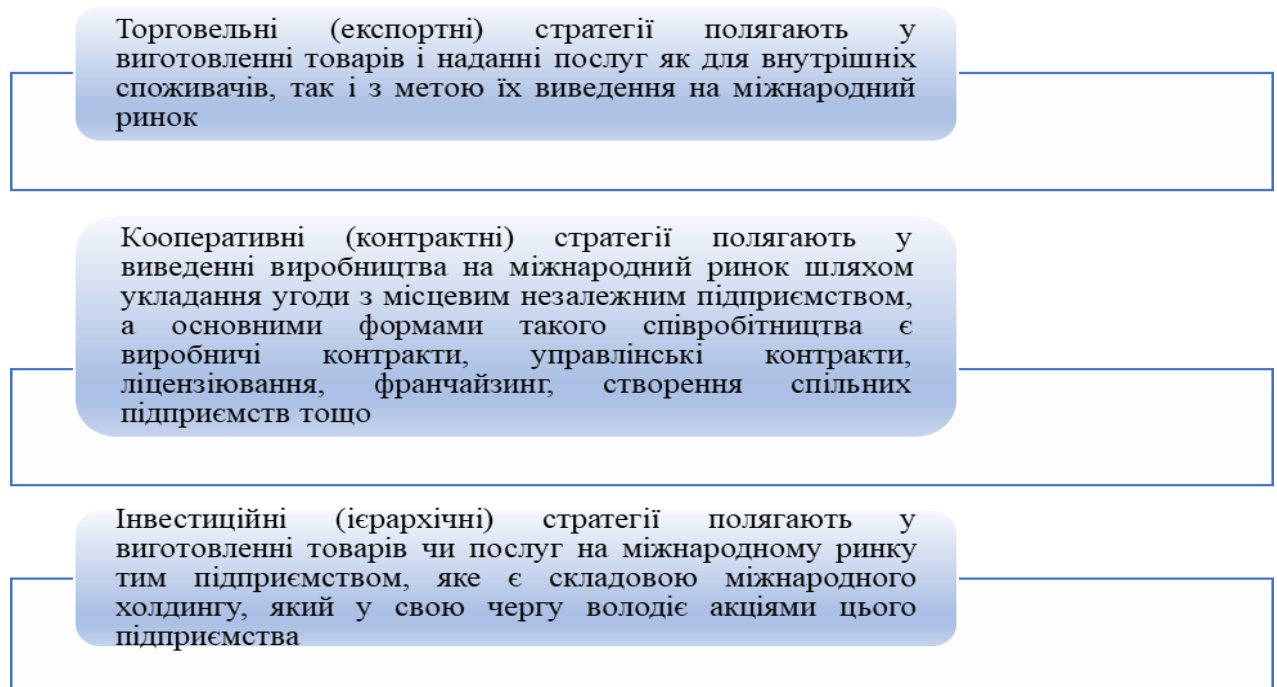 Торговельні (експортні) стратегії полягають у
виготовленні товарів і наданні послуг як для внутрішніх
споживачів, так і з метою їх виведення на міжнародний
ринок
Кооперативні (контрактні) стратегії полягають у
виведенні виробництва на міжнародний ринок шляхом
укладання угоди з місцевим незалежним підприємством,
а основними формами такого співробітництва є
виробничі контракти, управлінські контракти,
ліцензіювання, франчайзинг, створення спільних
підприємств тощо
Інвестиційні (ієрархічні) стратегії полягають у
виготовленні товарів чи послуг на міжнародному ринку
тим підприємством, яке є складовою міжнародного
холдингу, який у свою чергу володіє акціями цього
підприємства